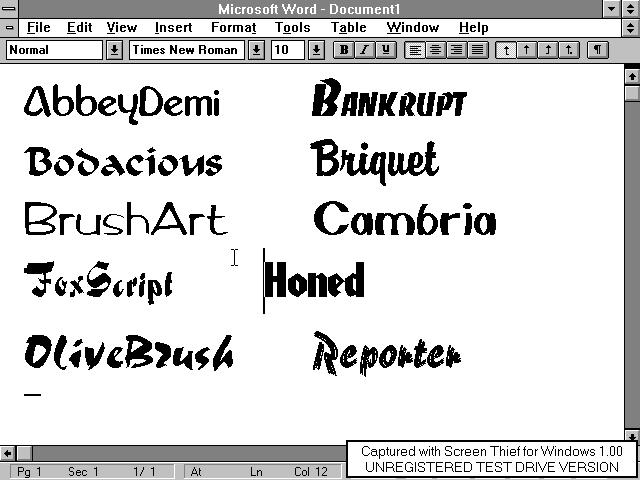 Microsoft Word - Document1
File Edit View Insert Format Tools Table Window Help
Normal Times New Roman 10 B I U ¶
AbbeyDemi BANKRUPT
Bodacious Briquet
BrushArt Cambria
FoxScript Honed
OliveBrush Reporter
Captured with Screen Thief for Windows 1.00
UNREGISTERED TEST DRIVE VERSION
Pg 1 Sec 1 1/ 1 At Ln Col 12